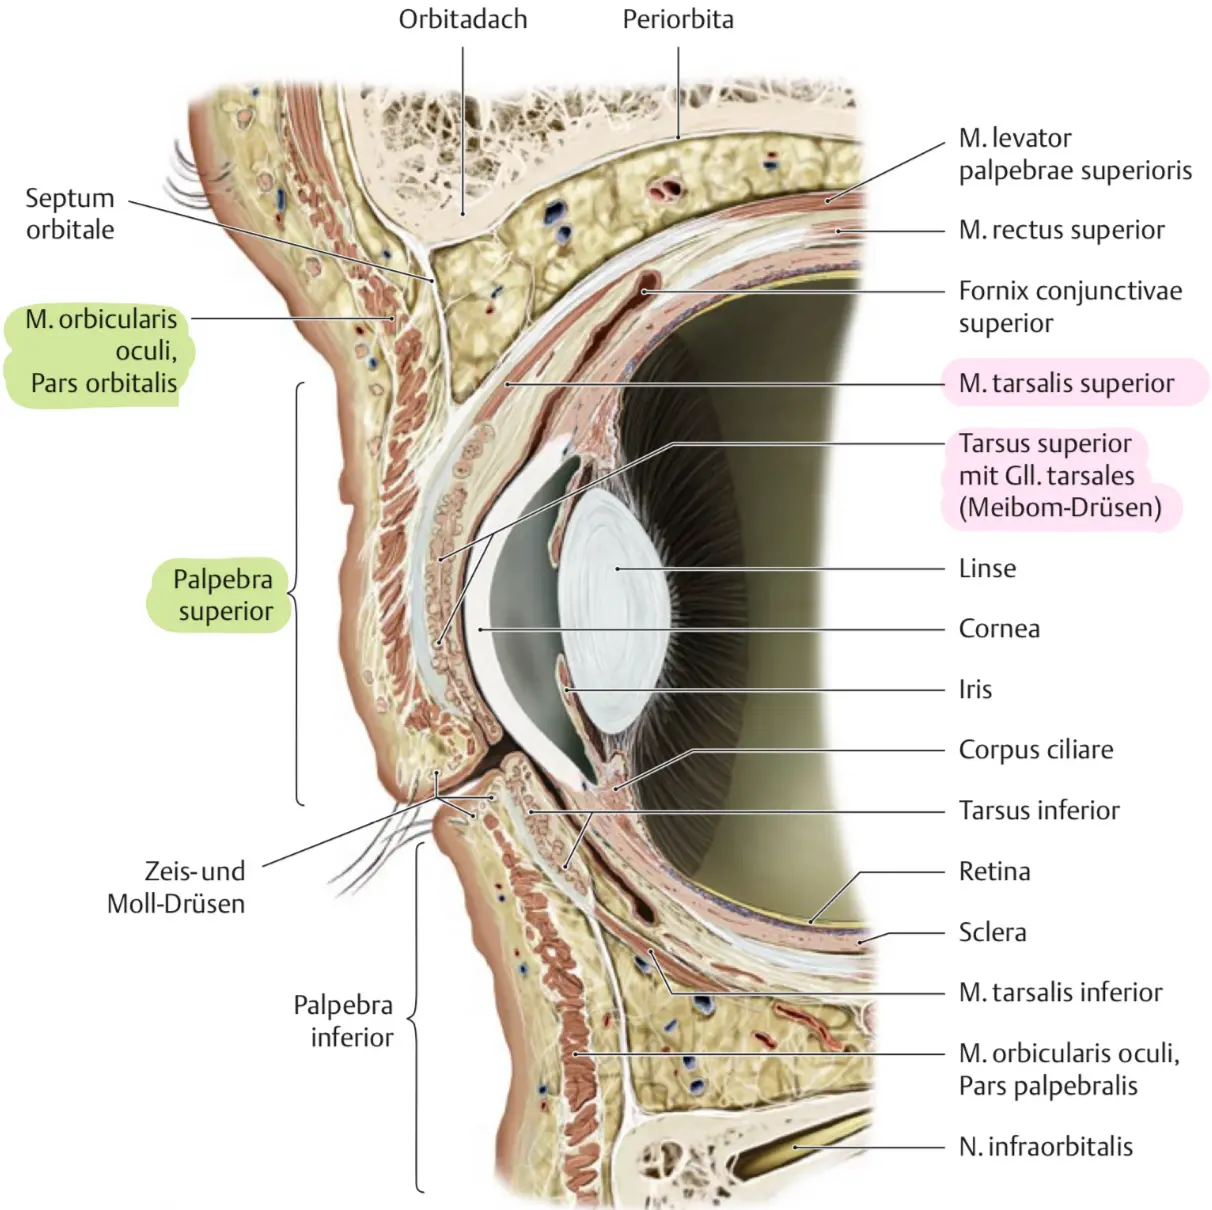 Orbitadach
Periorbita
Septum
orbitale
M. orbicularis
oculi,
Pars orbitalis
Palpebra
superior
Zeis- und
Moll-Drüsen
Palpebra
inferior
M. levator
palpebrae superioris
M. rectus superior
Fornix conjunctivae
superior
M. tarsalis superior
Tarsus superior
mit Gll. tarsales
(Meibom-Drüsen)
Linse
Cornea
Iris
Corpus ciliare
Tarsus inferior
Retina
Sclera
M. tarsalis inferior
M. orbicularis oculi,
Pars palpebralis
N. infraorbitalis